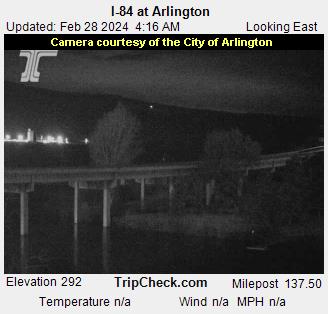 I-84 at Arlington
Updated: Feb 28 2024 4:16 AM Looking East
Camera courtesy of the City of Arlington
Elevation 292 TripCheck.com Milepost 137.50
Temperature n/a Wind n/a MPH n/a